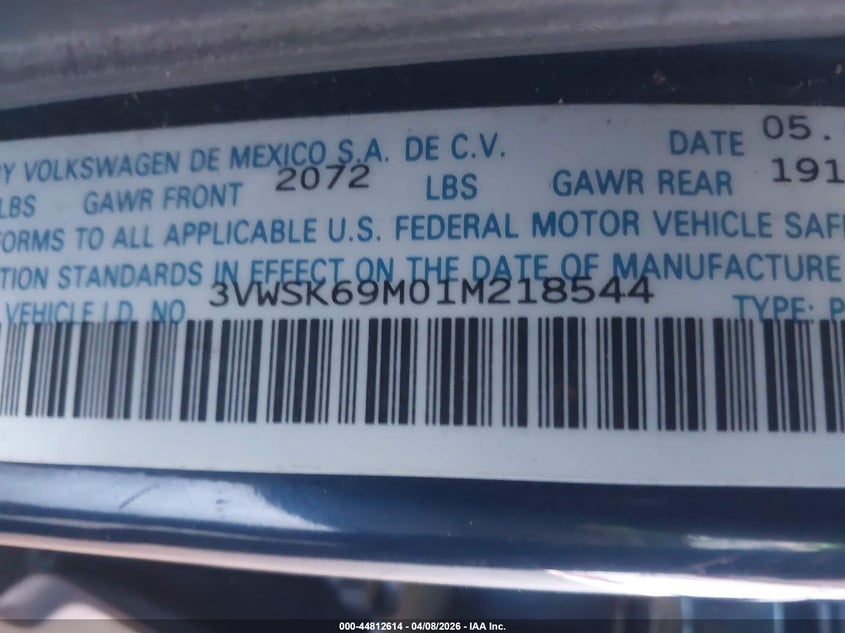 Y VOLKSWAGEN DE MEXICO S.A. DE C.V. DATE 05.
LBS GAWR FRONT 2072 LBS GAWR REAR 191
FORMS TO ALL APPLICABLE U.S. FEDERAL MOTOR VEHICLE SAFE
TION STANDARDS IN EFFECT ON THE DATE OF MANUFACTURE
VEHICLE I.D. NO 3VWSK69M01M218544 TYPE: P
000-44812614 - 04/08/2026 - IAA Inc.